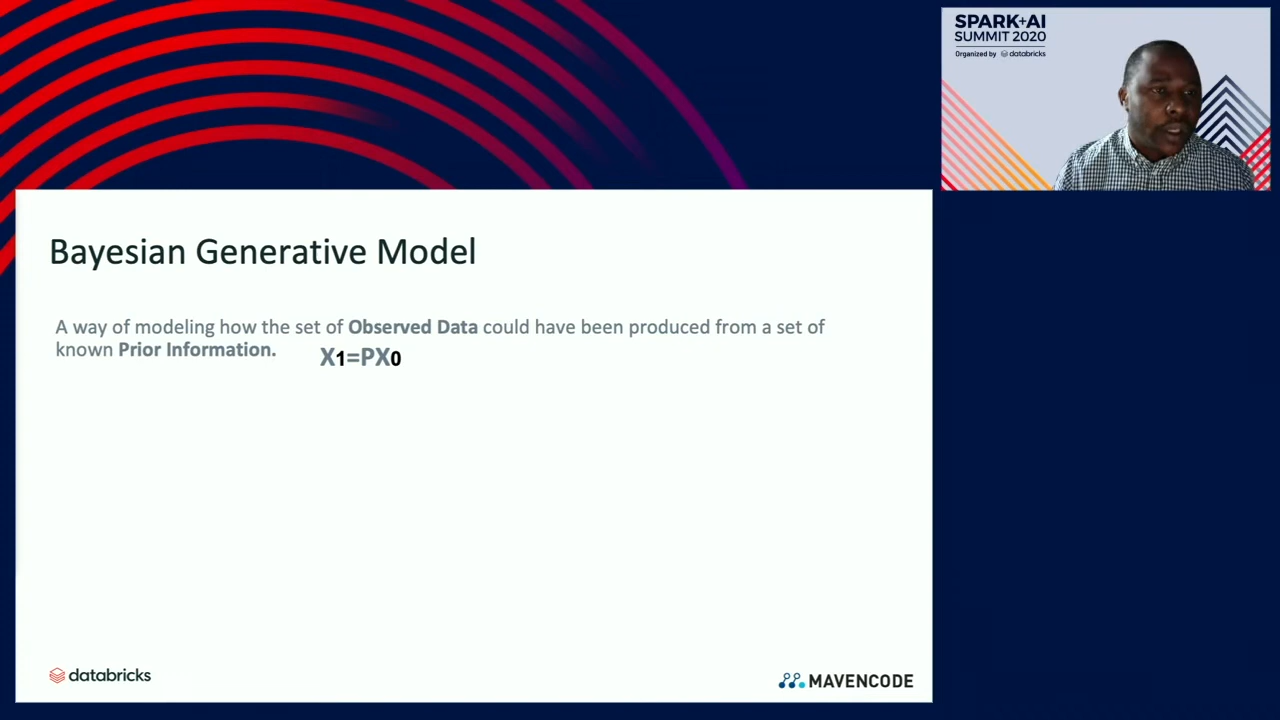 SPARK+AI
SUMMIT 2020
Organized by databricks
Bayesian Generative Model
A way of modeling how the set of Observed Data could have been produced from a set of
known Prior Information.
X1=PX0
databricks
MAVENCODE